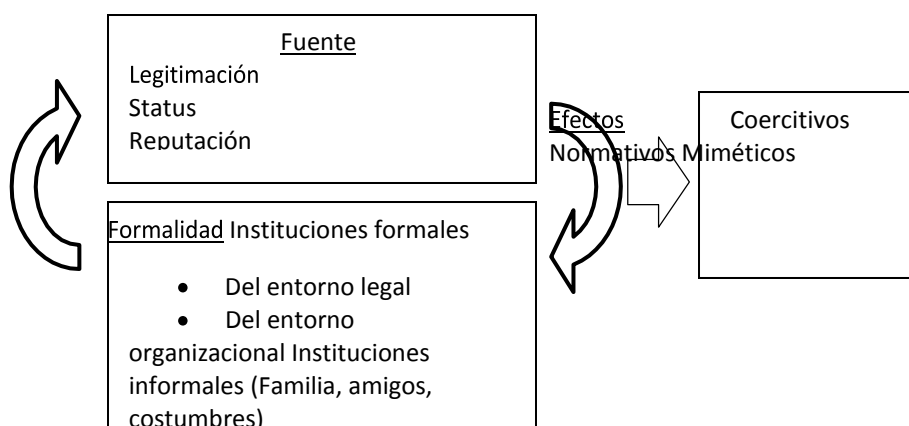 Fuente
Legitimación
Status
Reputación
Efectos
Normativos Miméticos
Coercitivos
Formalidad Instituciones formales
• Del entorno legal
• Del entorno
organizacional Instituciones
informales (Familia, amigos,
costumbres)